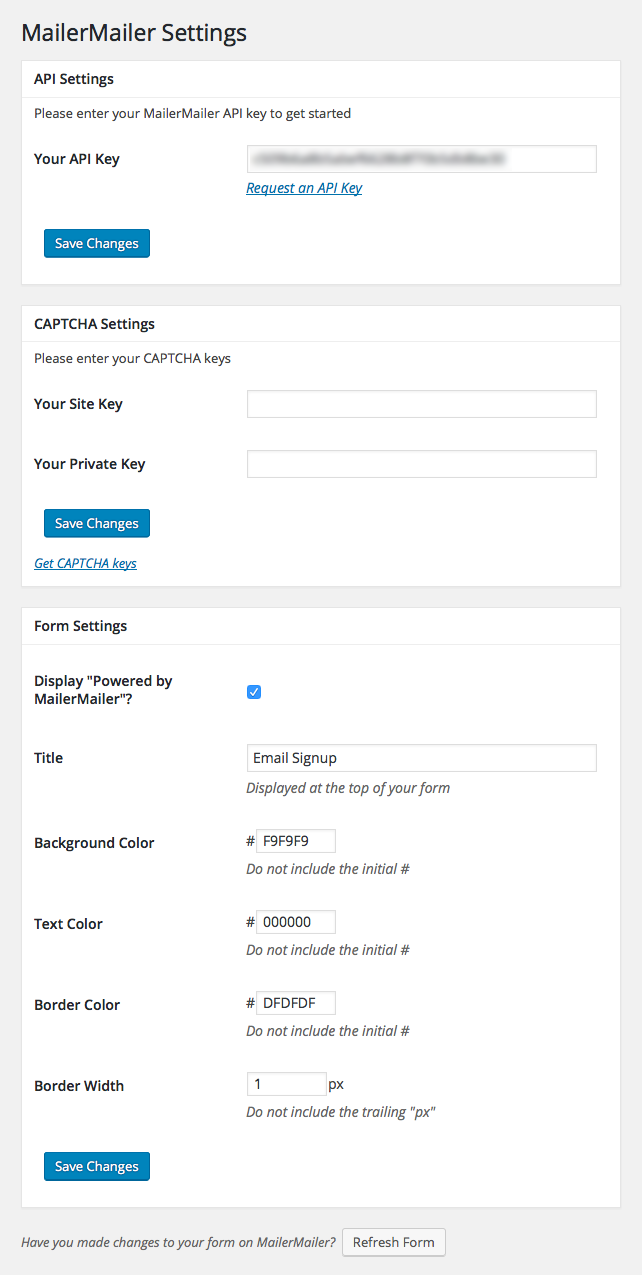 MailerMailer Settings
API Settings
Please enter your MailerMailer API key to get started
Your API Key
Request an API Key
Save Changes
CAPTCHA Settings
Please enter your CAPTCHA keys
Your Site Key
Your Private Key
Save Changes
Get CAPTCHA keys
Form Settings
Display "Powered by
MailerMailer"?
Title
Email Signup
Displayed at the top of your form
Background Color
# F9F9F9
Do not include the initial #
Text Color
# 000000
Do not include the initial #
Border Color
# DFDFDF
Do not include the initial #
Border Width
1 px
Do not include the trailing "px"
Save Changes
Have you made changes to your form on MailerMailer? Refresh Form